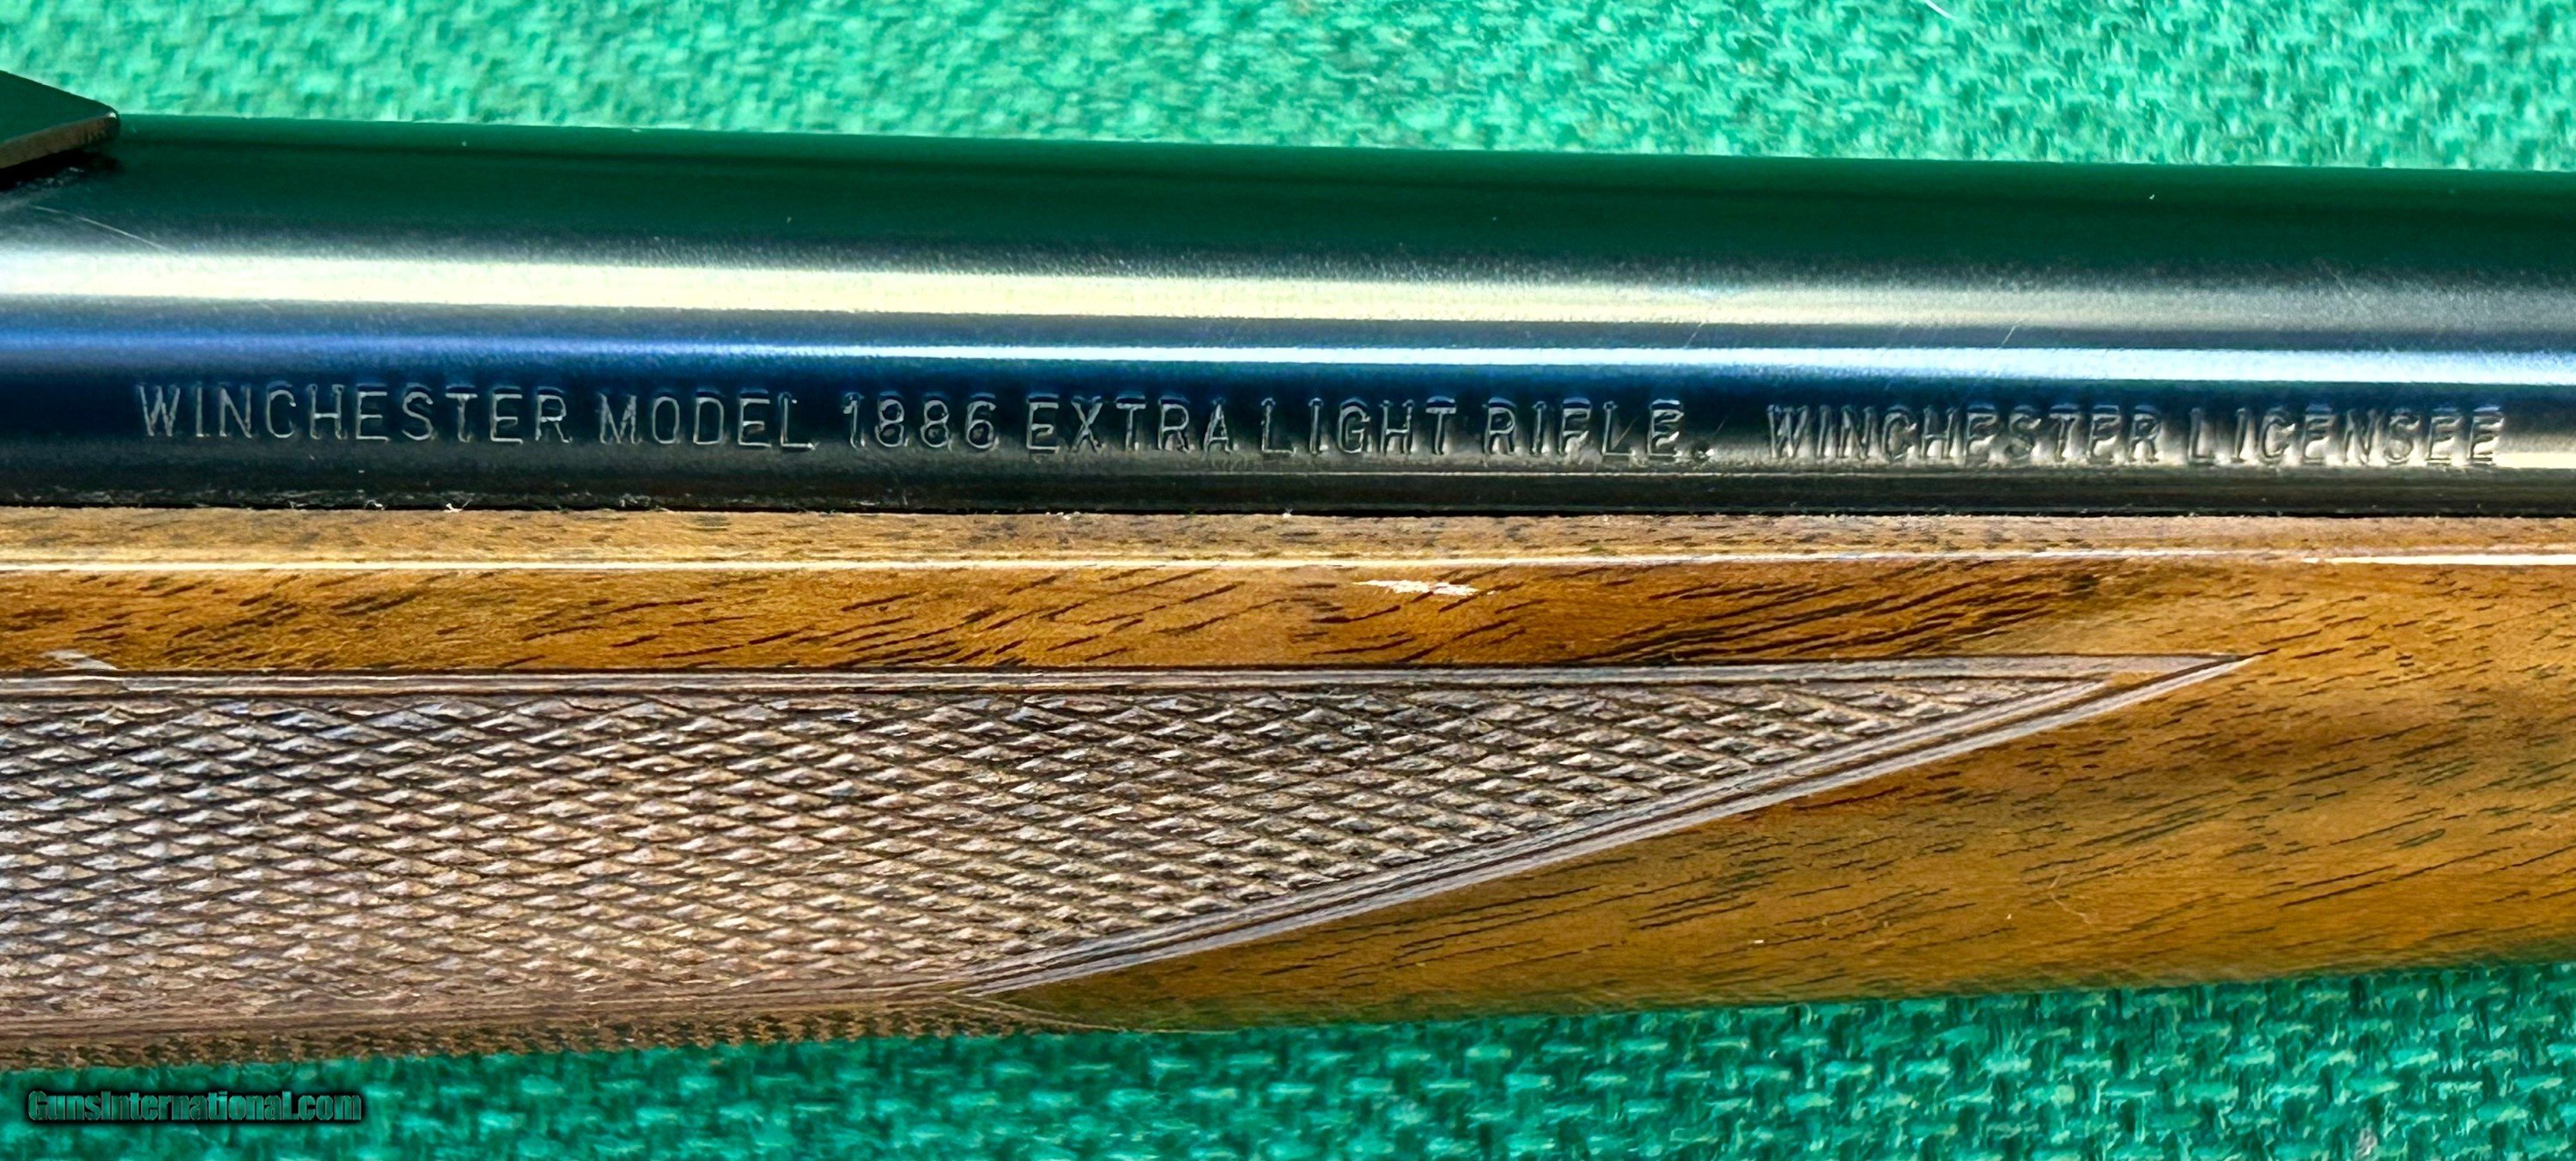 WINCHESTER MODEL 1886 EXTRA LIGHT RIFLE. WINCHESTER LICENSEE
GunsInternational.com